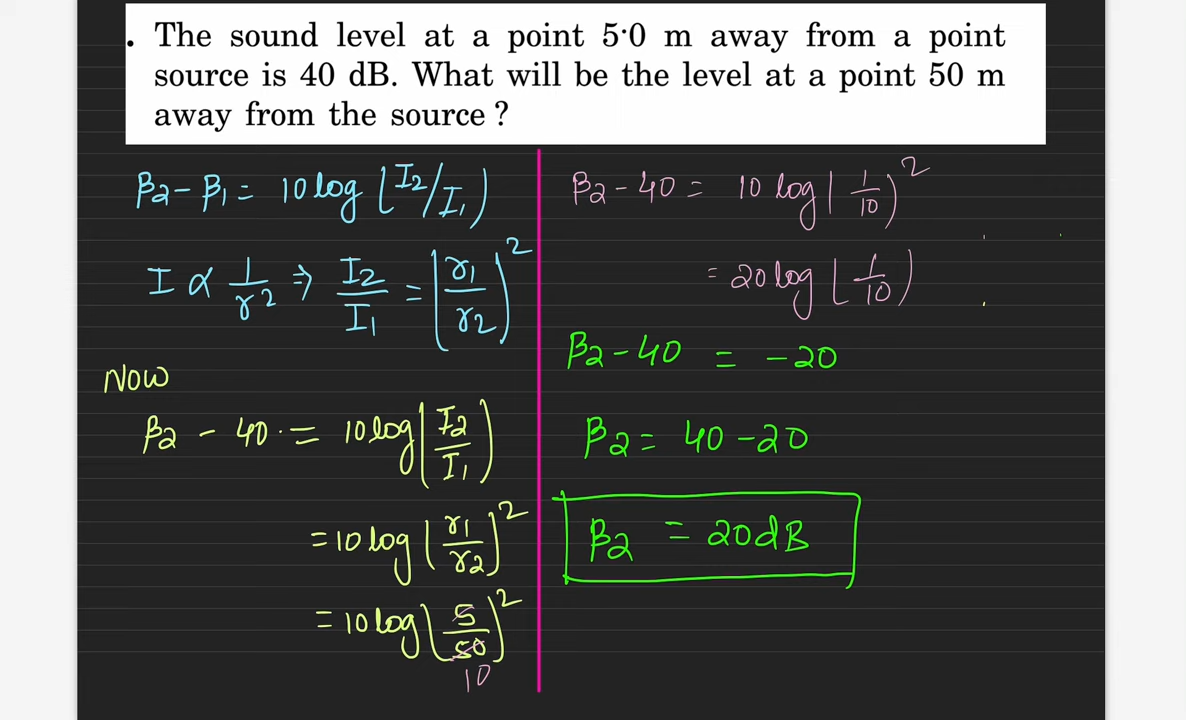 . The sound level at a point 5·0 m away from a point
source is 40 dB. What will be the level at a point 50 m
away from the source ?
β2 - β1 = 10 log (I2/I1)
I ∝ 1/r2 ⇒ I2/I1 = (r1/r2)^2
Now
β2 - 40 = 10 log (I2/I1)
= 10 log (r1/r2)^2
= 10 log (5/50)^2
10
β2 - 40 = 10 log (1/10)^2
= 20 log (1/10)
β2 - 40 = -20
β2 = 40 - 20
β2 = 20 dB